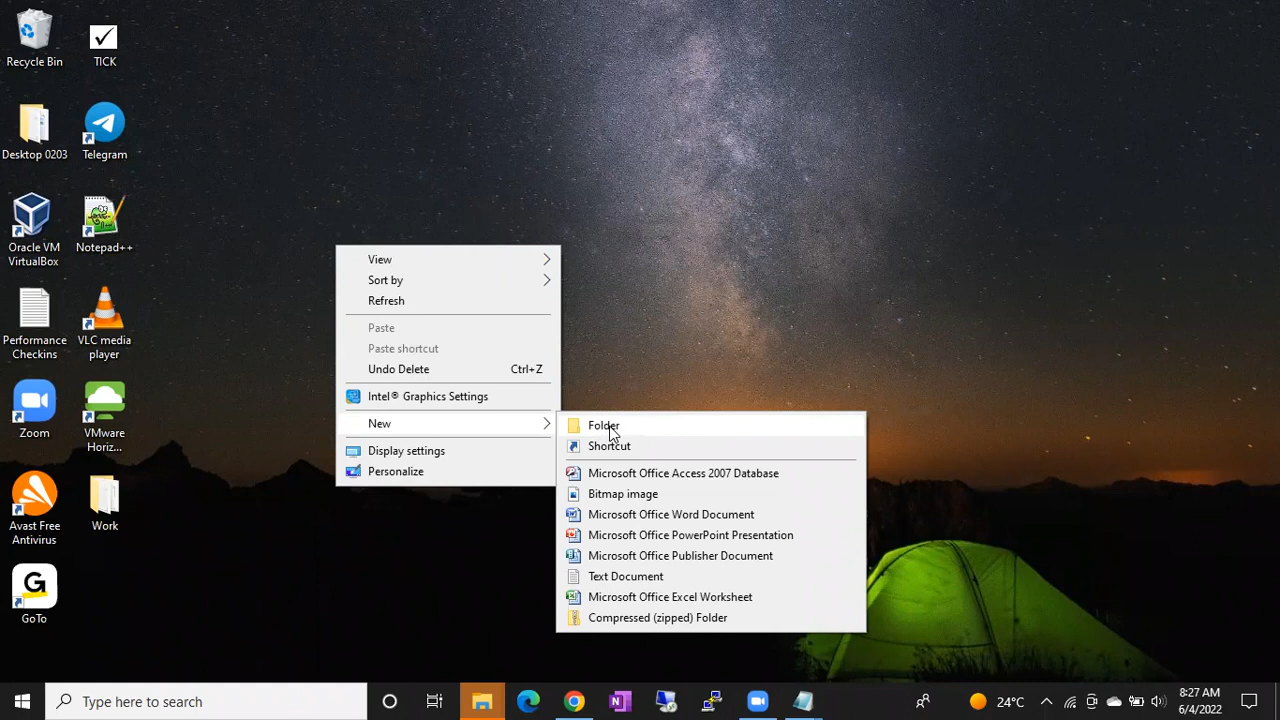 Recycle Bin
TICK
Desktop 0203
Telegram
Oracle VM
VirtualBox
Notepad++
Performance
Checkins
VLC media
player
Zoom
VMware
Horiz...
Avast Free
Antivirus
Work
G
GoTo
View
Sort by
Refresh
Paste
Paste shortcut
Undo Delete Ctrl+Z
Intel® Graphics Settings
New
Display settings
Personalize
Folder
Shortcut
Microsoft Office Access 2007 Database
Bitmap image
Microsoft Office Word Document
Microsoft Office PowerPoint Presentation
Microsoft Office Publisher Document
Text Document
Microsoft Office Excel Worksheet
Compressed (zipped) Folder
Type here to search
24°C
8:27 AM
6/4/2022